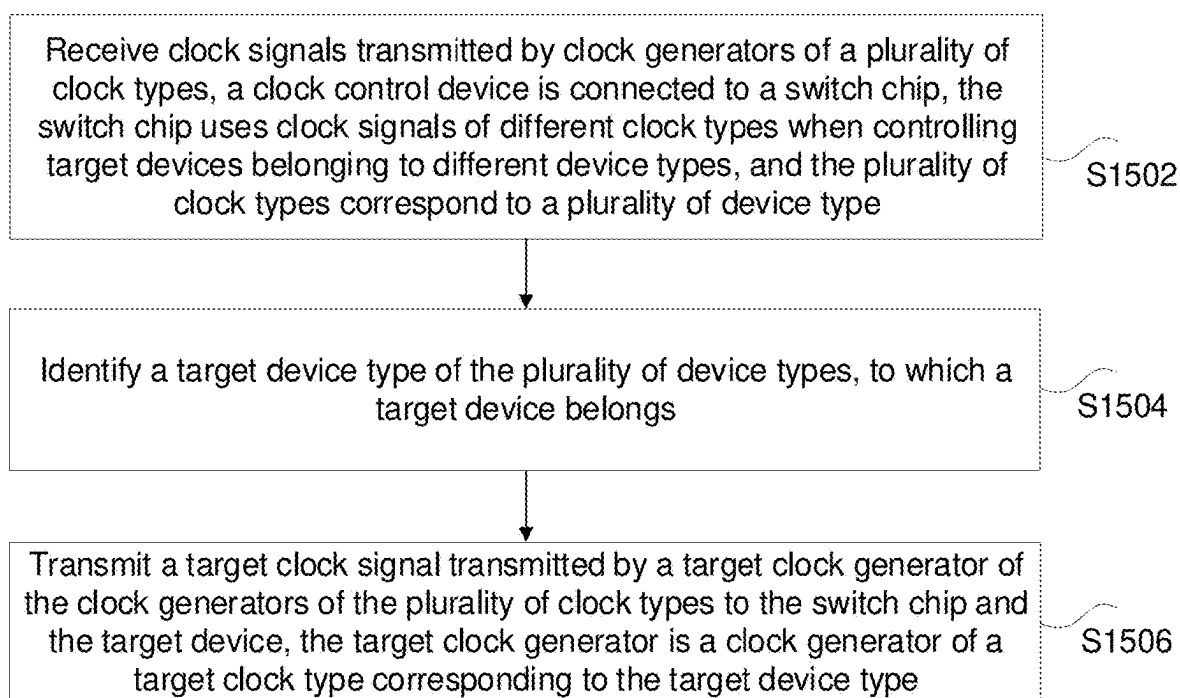 Receive clock signals transmitted by clock generators of a plurality of
clock types, a clock control device is connected to a switch chip, the
switch chip uses clock signals of different clock types when controlling
target devices belonging to different device types, and the plurality of
clock types correspond to a plurality of device type
S1502
Identify a target device type of the plurality of device types, to which a
target device belongs
S1504
Transmit a target clock signal transmitted by a target clock generator of
the clock generators of the plurality of clock types to the switch chip and
the target device, the target clock generator is a clock generator of a
target clock type corresponding to the target device type
S1506